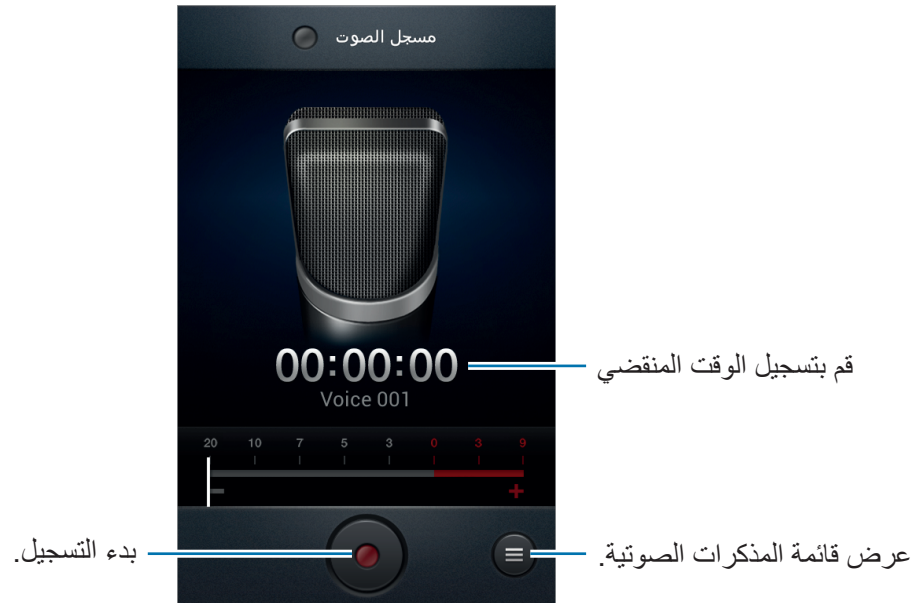 مسجل الصوت
00:00:00
قم بتسجيل الوقت المنقضي
Voice 001
20 10 7 5 3 0 3 9
- +
عرض قائمة المذكرات الصوتية.
بدء التسجيل.